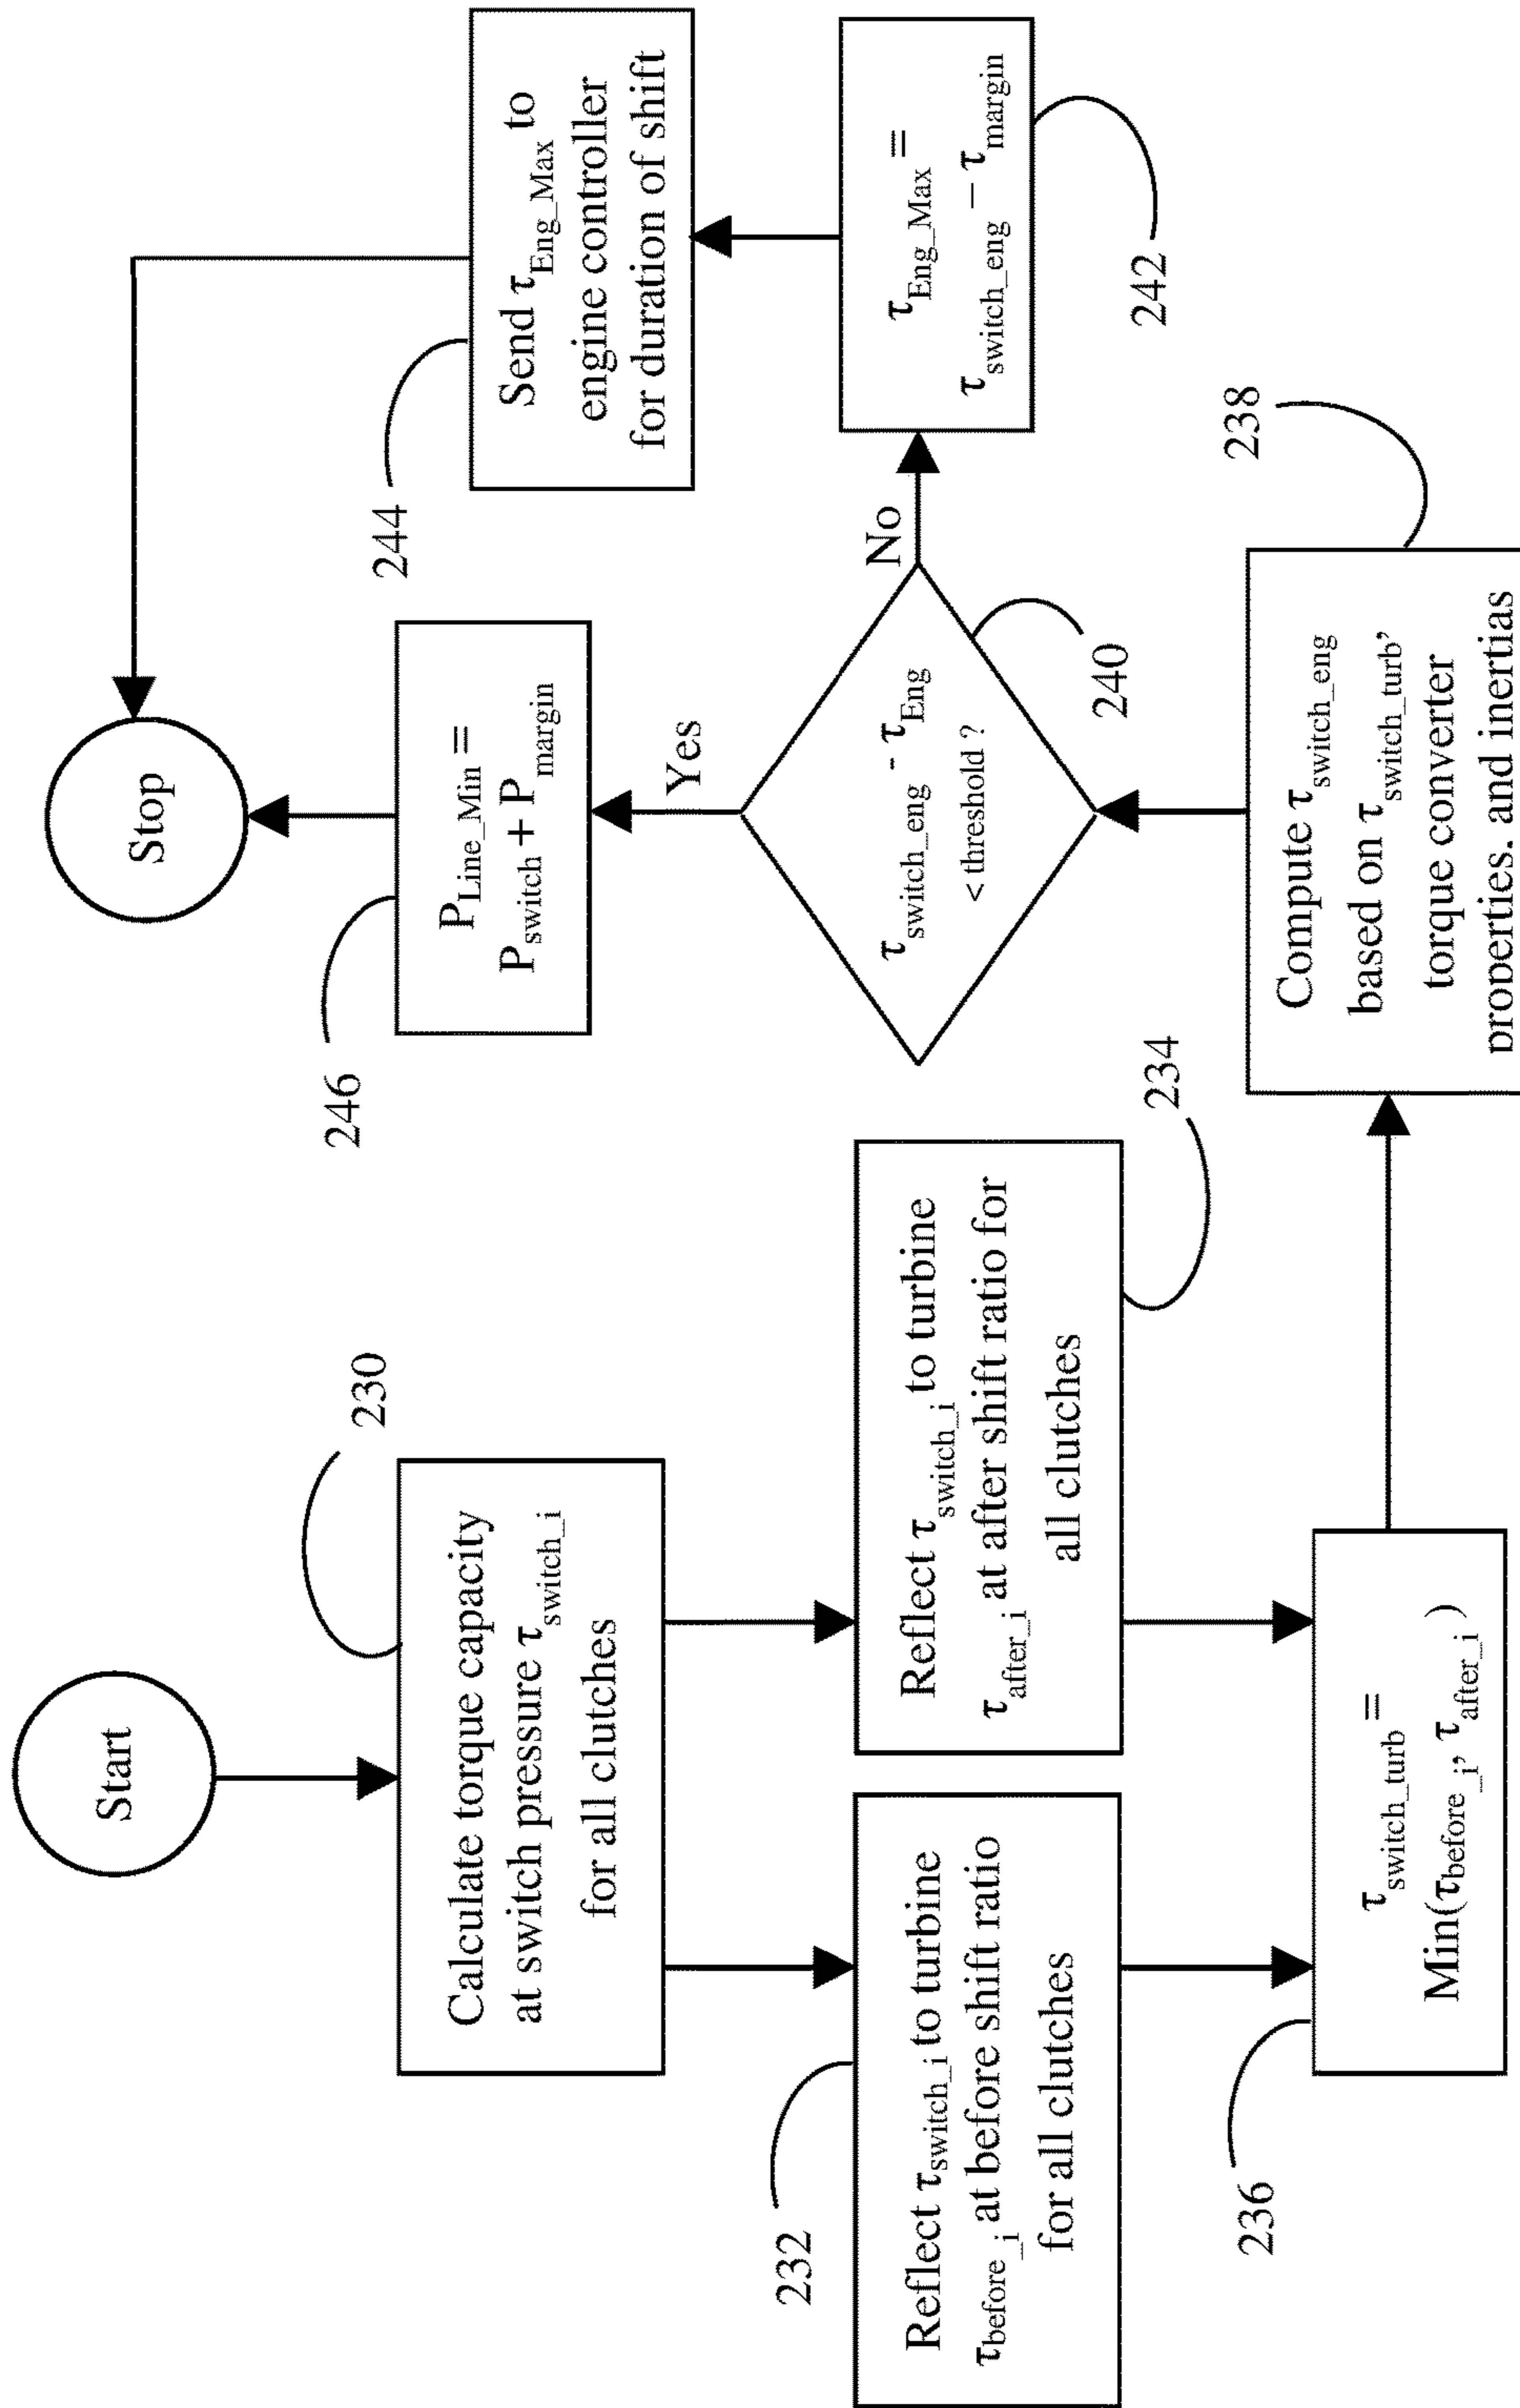 Start
230
Calculate torque capacity
at switch pressure τswitch_i
for all clutches
232
Reflect τswitch_i to turbine
τbefore_i at before shift ratio
for all clutches
Reflect τswitch_i to turbine
τafter_i at after shift ratio for
all clutches
234
236
τswitch_turb =
Min(τbefore_i, τafter_i)
Compute τswitch_eng
based on τswitch_turb,
torque converter
properties. and inertias
238
τswitch_eng - τEng
< threshold ?
240
Yes
No
246
PLine_Min =
Pswitch + Pmargin
Stop
τEng_Max =
τswitch_eng − τmargin
242
Send τEng_Max to
engine controller
for duration of shift
244